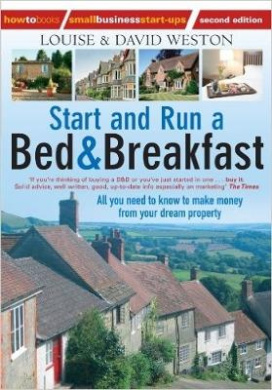 howtobooks/smallbusinessstart-ups/second edition
LOUISE & DAVID WESTON
Start and Run a
Bed&Breakfast
'If you're thinking of buying a B&B or you've just started in one . . . buy it.
Solid advice, well written, good, up-to-date info especially on marketing' The Times
All you need to know to make money
from your dream property